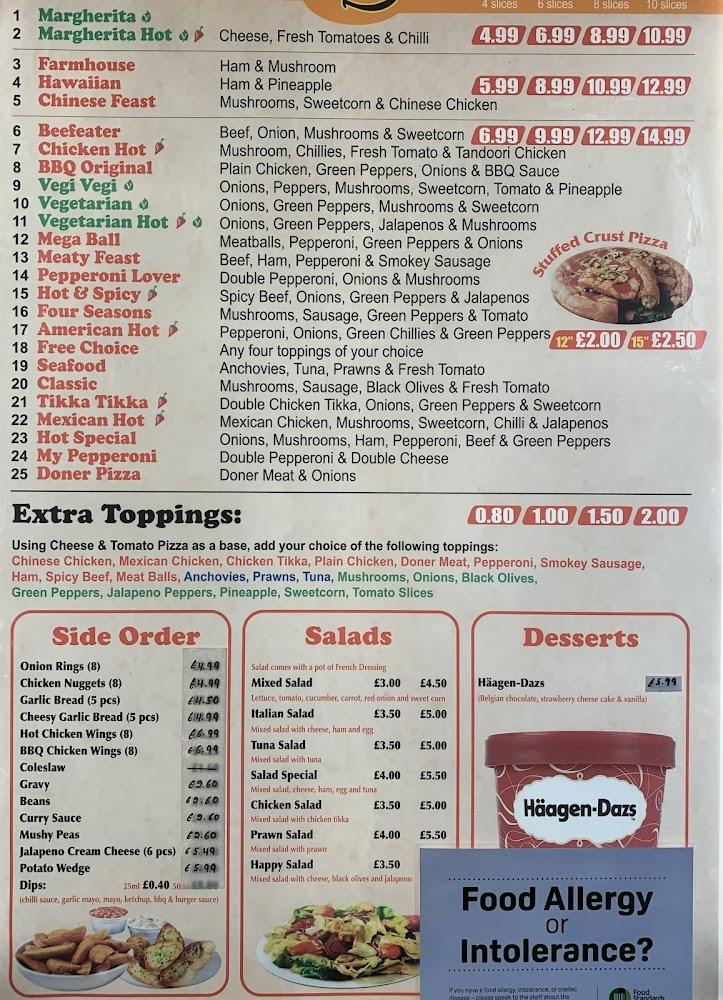 4 slices 6 slices 8 slices 10 slices
1 Margherita
2 Margherita Hot Cheese, Fresh Tomatoes & Chilli 4.99 6.99 8.99 10.99
3 Farmhouse Ham & Mushroom
4 Hawaiian Ham & Pineapple 5.99 8.99 10.99 12.99
5 Chinese Feast Mushrooms, Sweetcorn & Chinese Chicken
6 Beefeater Beef, Onion, Mushrooms & Sweetcorn 6.99 9.99 12.99 14.99
7 Chicken Hot Mushroom, Chillies, Fresh Tomato & Tandoori Chicken
8 BBQ Original Plain Chicken, Green Peppers, Onions & BBQ Sauce
9 Vegi Vegi Onions, Peppers, Mushrooms, Sweetcorn, Tomato & Pineapple
10 Vegetarian Onions, Green Peppers, Mushrooms & Sweetcorn
11 Vegetarian Hot Onions, Green Peppers, Jalapenos & Mushrooms
12 Mega Ball Meatballs, Pepperoni, Green Peppers & Onions
13 Meaty Feast Beef, Ham, Pepperoni & Smokey Sausage
14 Pepperoni Lover Double Pepperoni, Onions & Mushrooms
15 Hot & Spicy Spicy Beef, Onions, Green Peppers & Jalapenos
16 Four Seasons Mushrooms, Sausage, Green Peppers & Tomato
17 American Hot Pepperoni, Onions, Green Chillies & Green Peppers
18 Free Choice Any four toppings of your choice
19 Seafood Anchovies, Tuna, Prawns & Fresh Tomato
20 Classic Mushrooms, Sausage, Black Olives & Fresh Tomato
21 Tikka Tikka Double Chicken Tikka, Onions, Green Peppers & Sweetcorn
22 Mexican Hot Mexican Chicken, Mushrooms, Sweetcorn, Chilli & Jalapenos
23 Hot Special Onions, Mushrooms, Ham, Pepperoni, Beef & Green Peppers
24 My Pepperoni Double Pepperoni & Double Cheese
25 Doner Pizza Doner Meat & Onions
Stuffed Crust Pizza
12" £2.00 15" £2.50
Extra Toppings: 0.80 1.00 1.50 2.00
Using Cheese & Tomato Pizza as a base, add your choice of the following toppings:
Chinese Chicken, Mexican Chicken, Chicken Tikka, Plain Chicken, Doner Meat, Pepperoni, Smokey Sausage,
Ham, Spicy Beef, Meat Balls, Anchovies, Prawns, Tuna, Mushrooms, Onions, Black Olives,
Green Peppers, Jalapeno Peppers, Pineapple, Sweetcorn, Tomato Slices
Side Order
Onion Rings (8) £4.99
Chicken Nuggets (8) £4.99
Garlic Bread (5 pcs) £4.50
Cheesy Garlic Bread (5 pcs) £4.99
Hot Chicken Wings (8) £6.99
BBQ Chicken Wings (8) £6.99
Coleslaw
Gravy £2.60
Beans £2.60
Curry Sauce £2.60
Mushy Peas £2.60
Jalapeno Cream Cheese (6 pcs) £5.49
Potato Wedge £5.99
Dips: 25ml £0.40 50
(chilli sauce, garlic mayo, mayo, ketchup, bbq & burger sauce)
Salads
Salad comes with a pot of French Dressing
Mixed Salad £3.00 £4.50
Lettuce, tomato, cucumber, carrot, red onion and sweet corn
Italian Salad £3.50 £5.00
Mixed salad with cheese, ham and egg
Tuna Salad £3.50 £5.00
Mixed salad with tuna
Salad Special £4.00 £5.50
Mixed salad, cheese, ham, egg and tuna
Chicken Salad £3.50 £5.00
Mixed salad with chicken tikka
Prawn Salad £4.00 £5.50
Mixed salad with prawn
Happy Salad £3.50
Mixed salad with cheese, black olives and jalapeno
Desserts
Häagen-Dazs £5.99
(Belgian chocolate, strawberry cheese cake & vanilla)
Häagen-Dazs
Food Allergy
or
Intolerance?
If you have a food allergy, intolerance, or coeliac
disease – please speak to the staff about the
Food
Standards